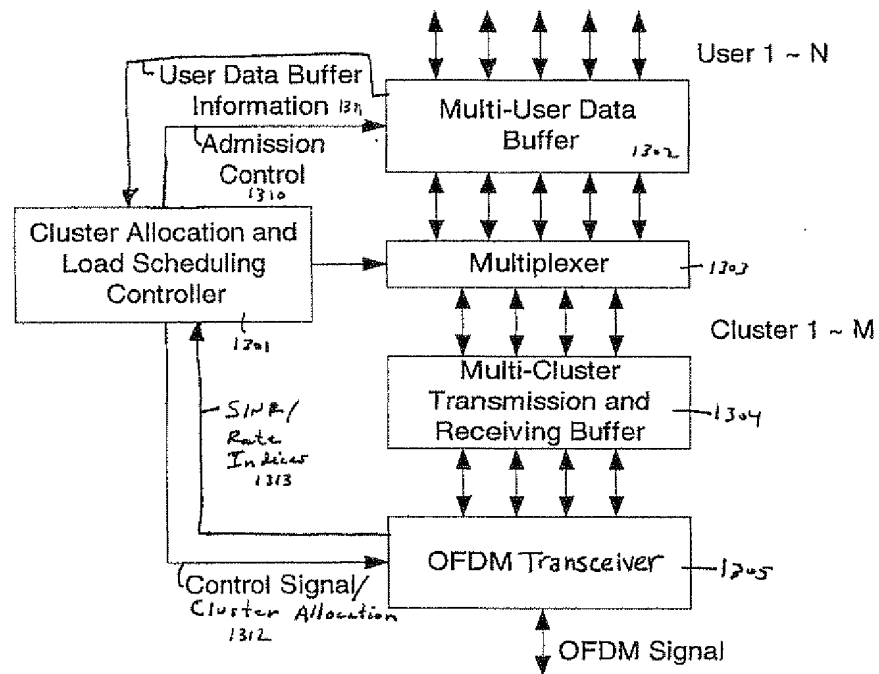 User 1 ~ N
User Data Buffer
Information 1311
Multi-User Data
Buffer
1302
Admission
Control
1310
Cluster Allocation and
Load Scheduling
Controller
1301
Multiplexer
1303
Cluster 1 ~ M
Multi-Cluster
Transmission and
Receiving Buffer
1304
SINR/
Rate
Indices
1313
OFDM Transceiver
1305
Control Signal/
Cluster Allocation
1312
OFDM Signal